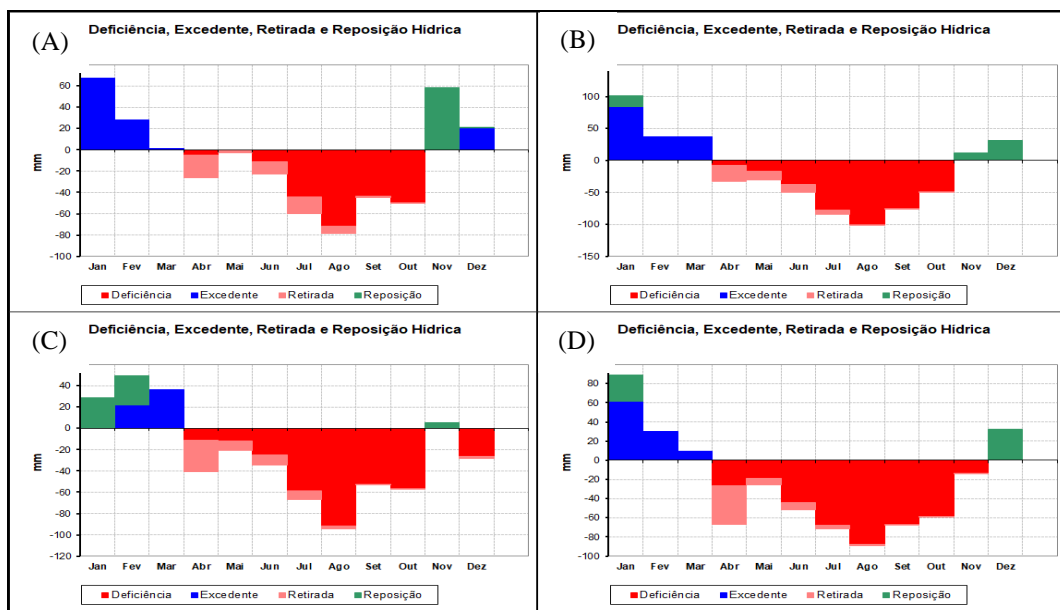 (A)
Deficiência, Excedente, Retirada e Reposição Hídrica
60
40
20
0
-20
-40
-60
-80
-100
mm
Jan Fev Mar Abr Mai Jun Jul Ago Set Out Nov Dez
Deficiência Excedente Retirada Reposição
(B)
Deficiência, Excedente, Retirada e Reposição Hídrica
100
50
0
-50
-100
-150
mm
Jan Fev Mar Abr Mai Jun Jul Ago Set Out Nov Dez
Deficiência Excedente Retirada Reposição
(C)
Deficiência, Excedente, Retirada e Reposição Hídrica
40
20
0
-20
-40
-60
-80
-100
-120
mm
Jan Fev Mar Abr Mai Jun Jul Ago Set Out Nov Dez
Deficiência Excedente Retirada Reposição
(D)
Deficiência, Excedente, Retirada e Reposição Hídrica
80
60
40
20
0
-20
-40
-60
-80
-100
mm
Jan Fev Mar Abr Mai Jun Jul Ago Set Out Nov Dez
Deficiência Excedente Retirada Reposição